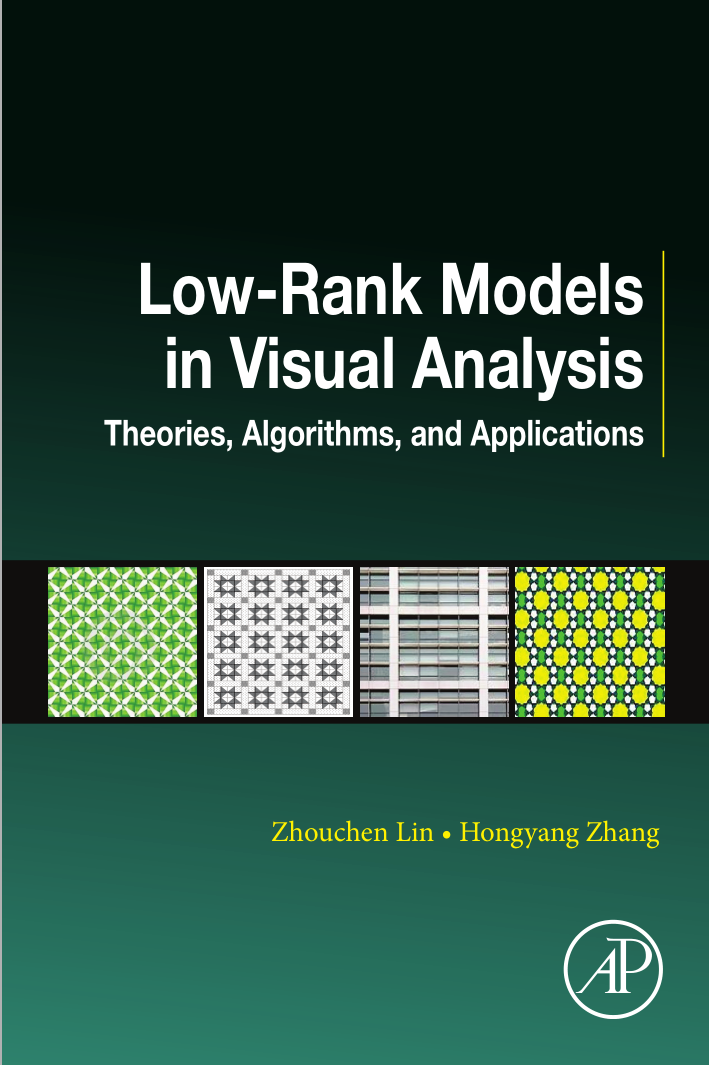 Low-Rank Models
in Visual Analysis
Theories, Algorithms, and Applications
Zhouchen Lin • Hongyang Zhang
AP